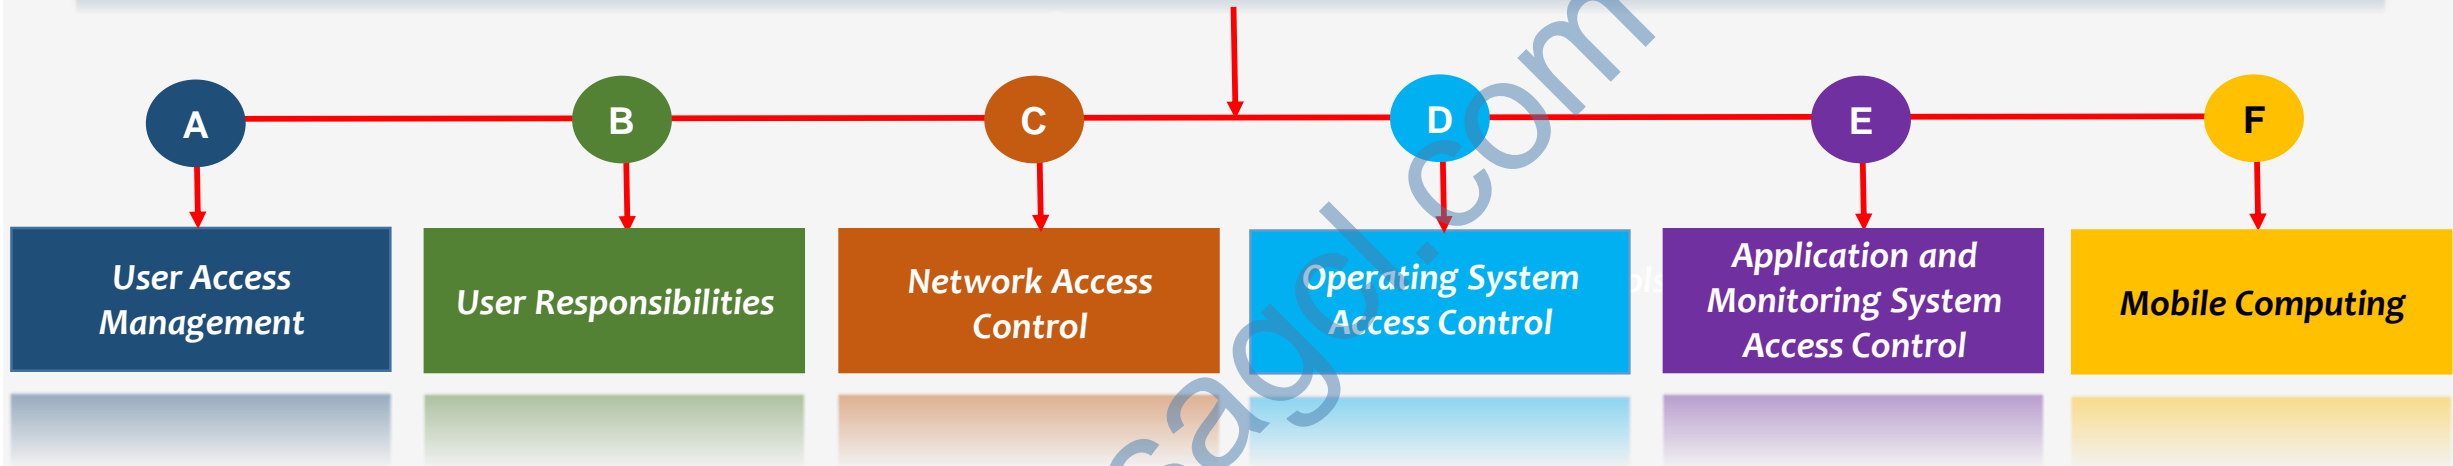 A
B
C
D
E
F
User Access
Management
User Responsibilities
Network Access
Control
Operating System
Access Control
Application and
Monitoring System
Access Control
Mobile Computing